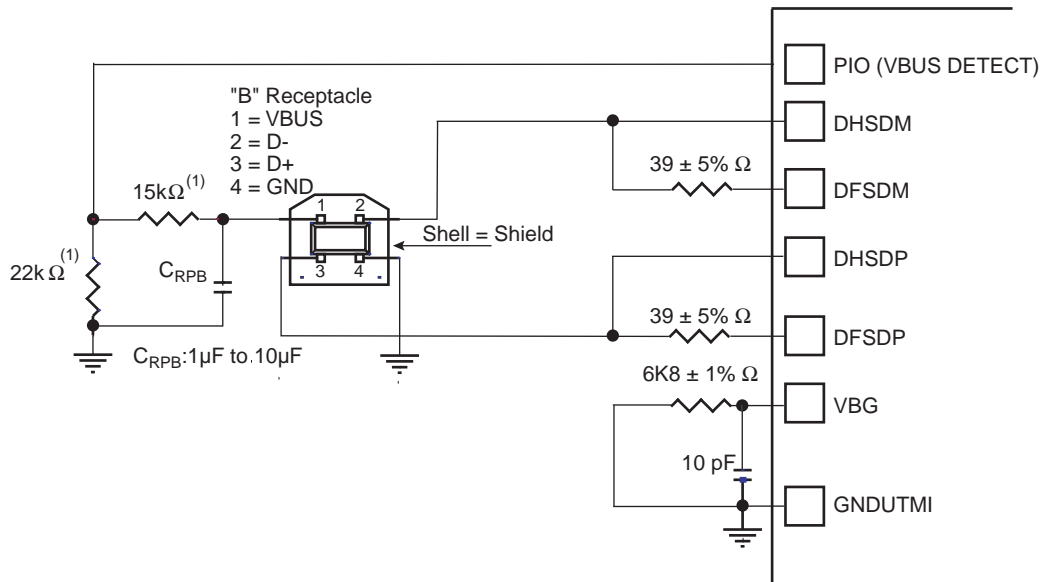 PIO (VBUS DETECT)
"B" Receptacle
1 = VBUS
2 = D-
3 = D+
4 = GND
DHSDM
39 ± 5% Ω
DFSDM
15kΩ(1)
1 2
Shell = Shield
DHSDP
22k Ω(1)
CRPB
3 4
39 ± 5% Ω
DFSDP
CRPB:1µF to 10µF
6K8 ± 1% Ω
VBG
10 pF
GNDUTMI